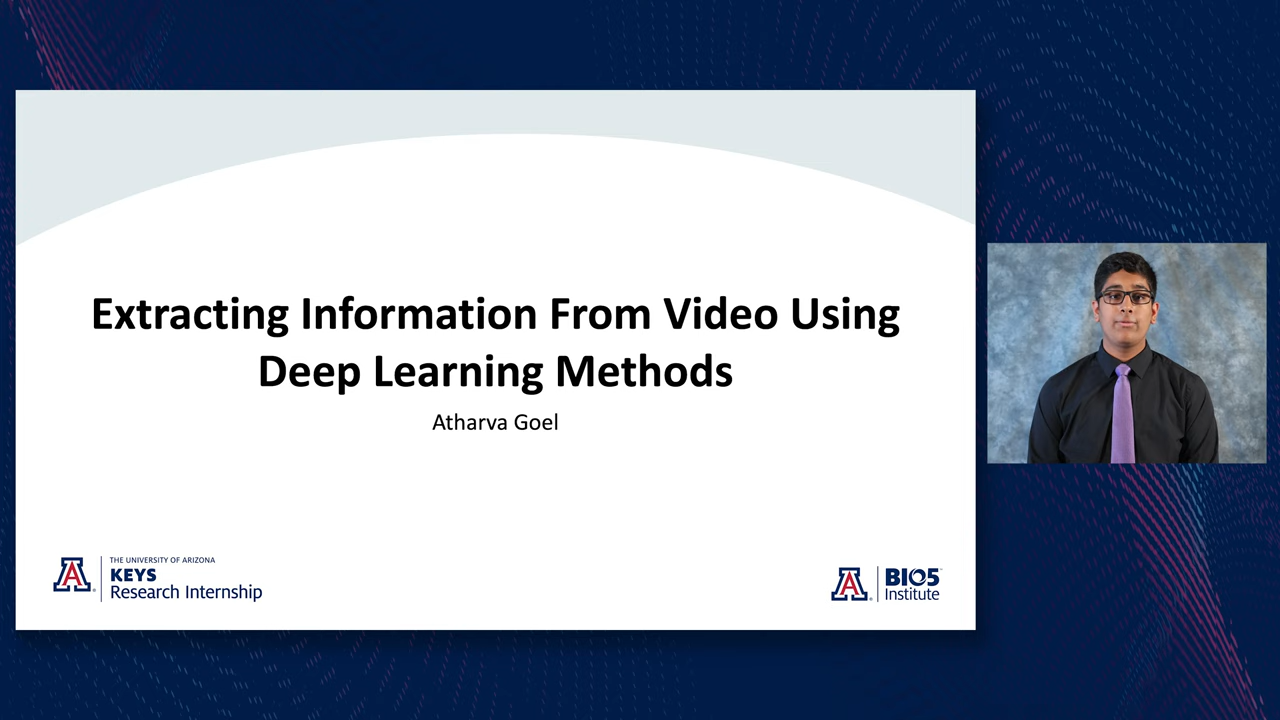 Extracting Information From Video Using
Deep Learning Methods
Atharva Goel
THE UNIVERSITY OF ARIZONA
KEYS
Research Internship
BIO5
Institute